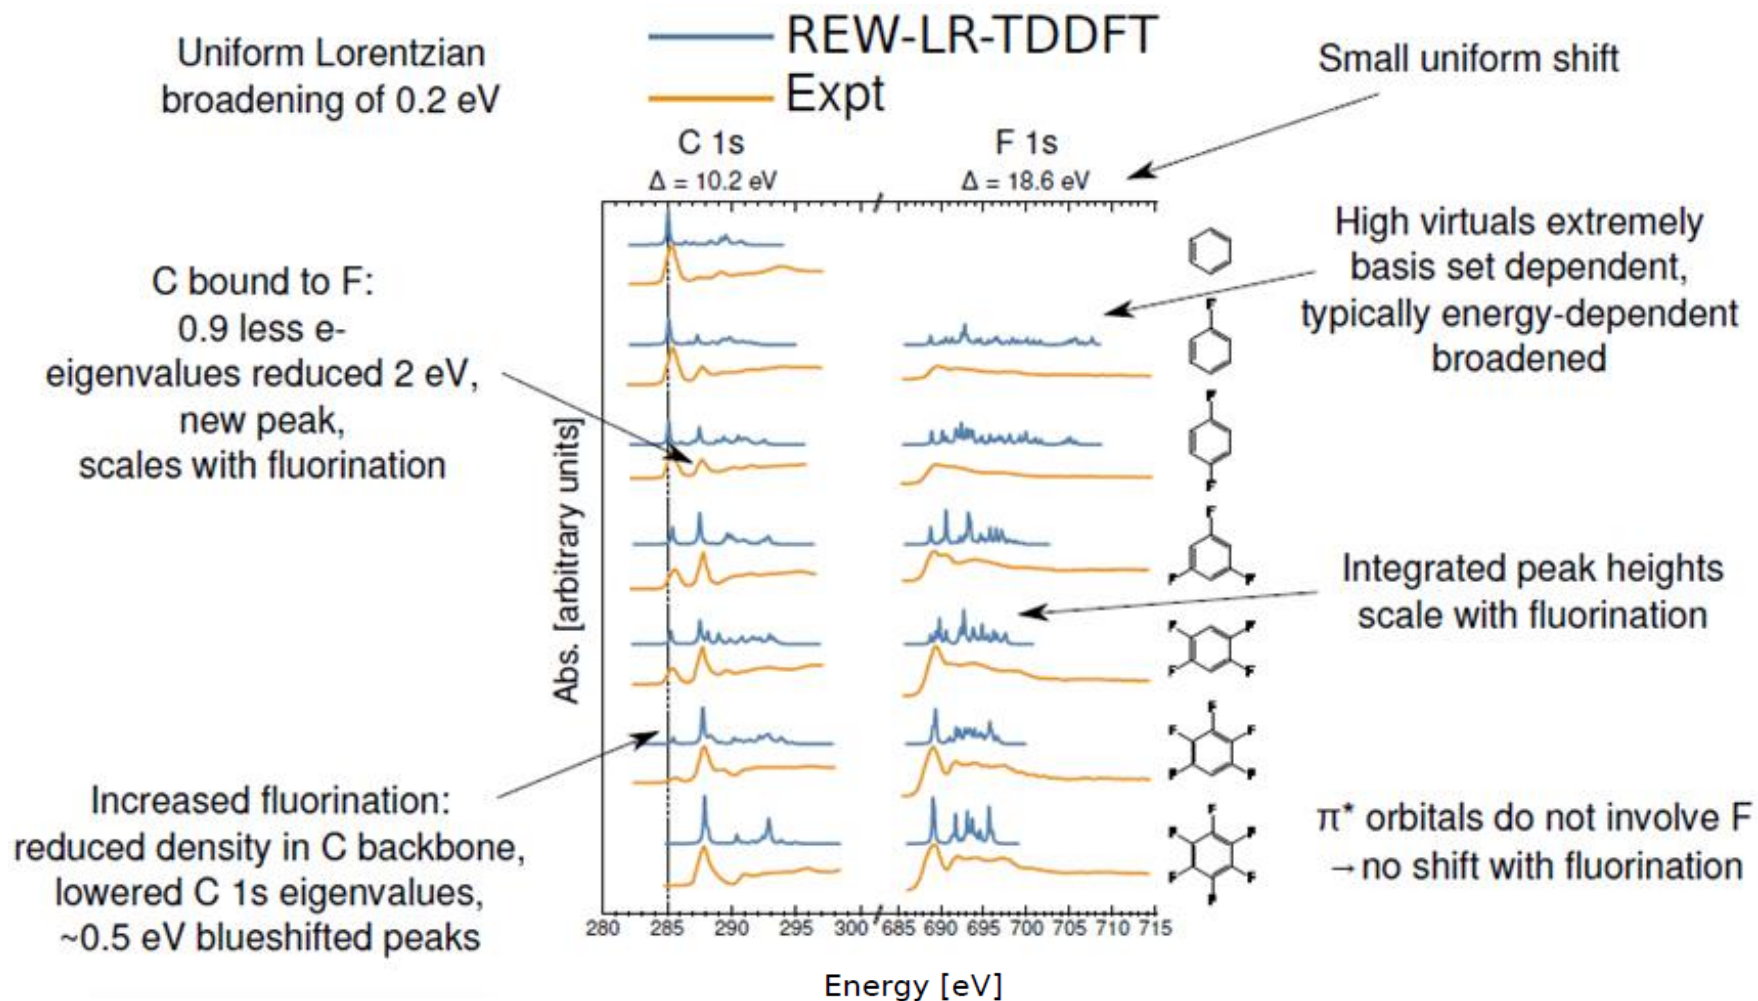 Uniform Lorentzian
broadening of 0.2 eV
REW-LR-TDDFT
Expt
Small uniform shift
C 1s
Δ = 10.2 eV
F 1s
Δ = 18.6 eV
High virtuals extremely
basis set dependent,
typically energy-dependent
broadened
C bound to F:
0.9 less e-
eigenvalues reduced 2 eV,
new peak,
scales with fluorination
Abs. [arbitrary units]
F
F
F
F
F
F
Integrated peak heights
scale with fluorination
F
F
F
F
F
F
F
F
F
Increased fluorination:
reduced density in C backbone,
lowered C 1s eigenvalues,
~0.5 eV blueshifted peaks
F
F
F
F
F
F
π* orbitals do not involve F
→no shift with fluorination
280 285 290 295 300 685 690 695 700 705 710 715
Energy [eV]